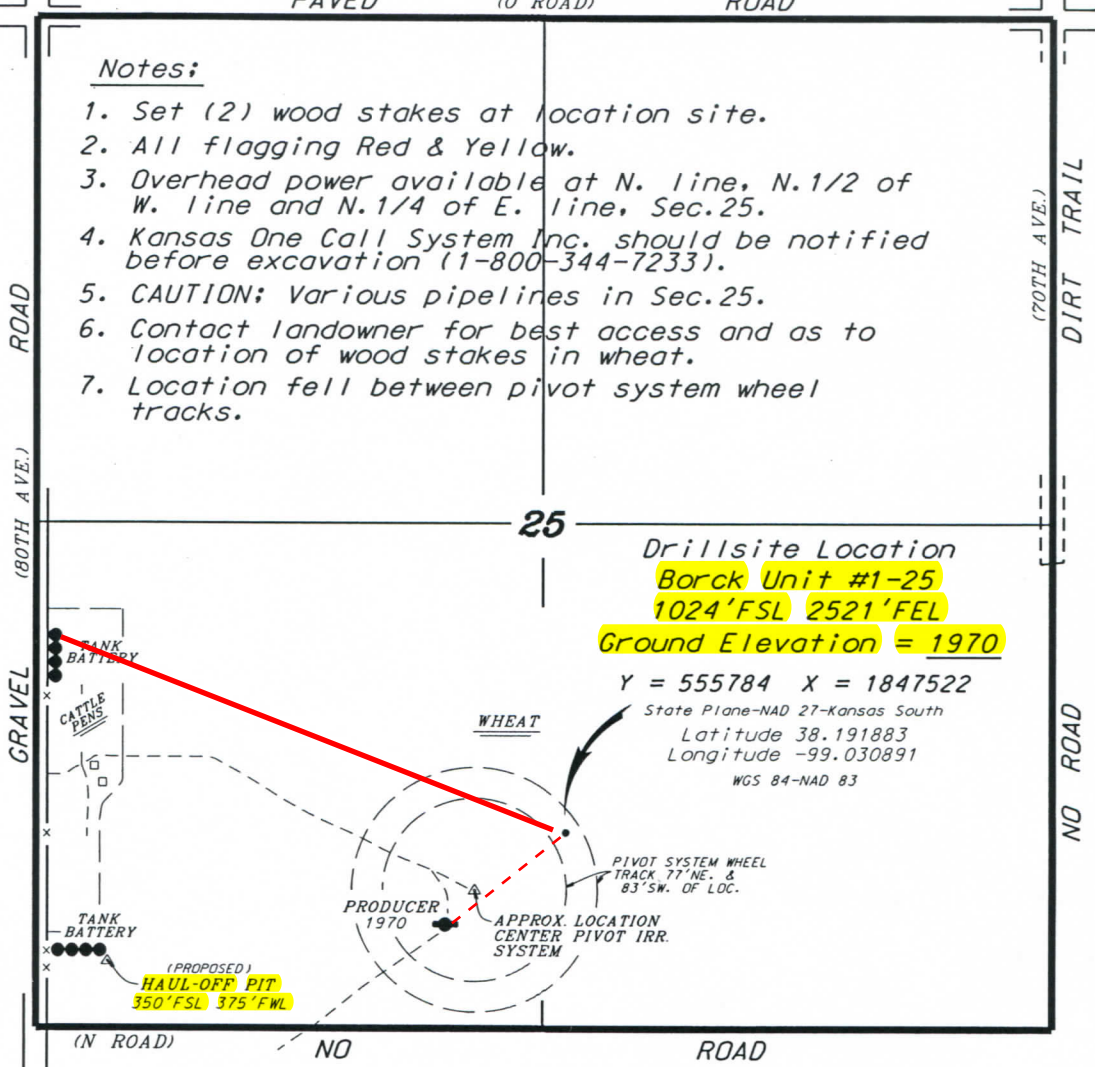 PAVED (O ROAD) ROAD
Notes:
1. Set (2) wood stakes at location site.
2. All flagging Red & Yellow.
3. Overhead power available at N. line, N.1/2 of
W. line and N.1/4 of E. line, Sec.25.
4. Kansas One Call System Inc. should be notified
before excavation (1-800-344-7233).
5. CAUTION: Various pipelines in Sec.25.
6. Contact landowner for best access and as to
location of wood stakes in wheat.
7. Location fell between pivot system wheel
tracks.
GRAVEL (80TH AVE.) ROAD
(70TH AVE.)
NO ROAD DIRT TRAIL
25
Drillsite Location
Borck Unit #1-25
1024'FSL 2521'FEL
Ground Elevation = 1970
Y = 555784 X = 1847522
State Plane-NAD 27-Kansas South
Latitude 38.191883
Longitude -99.030891
WGS 84-NAD 83
TANK
BATTERY
CATTLE
PENS
WHEAT
PIVOT SYSTEM WHEEL
TRACK 77'NE. &
83'SW. OF LOC.
PRODUCER
1970
APPROX. LOCATION
CENTER PIVOT IRR.
SYSTEM
TANK
BATTERY
(PROPOSED)
HAUL-OFF PIT
350'FSL 375'FWL
(N ROAD)
NO ROAD